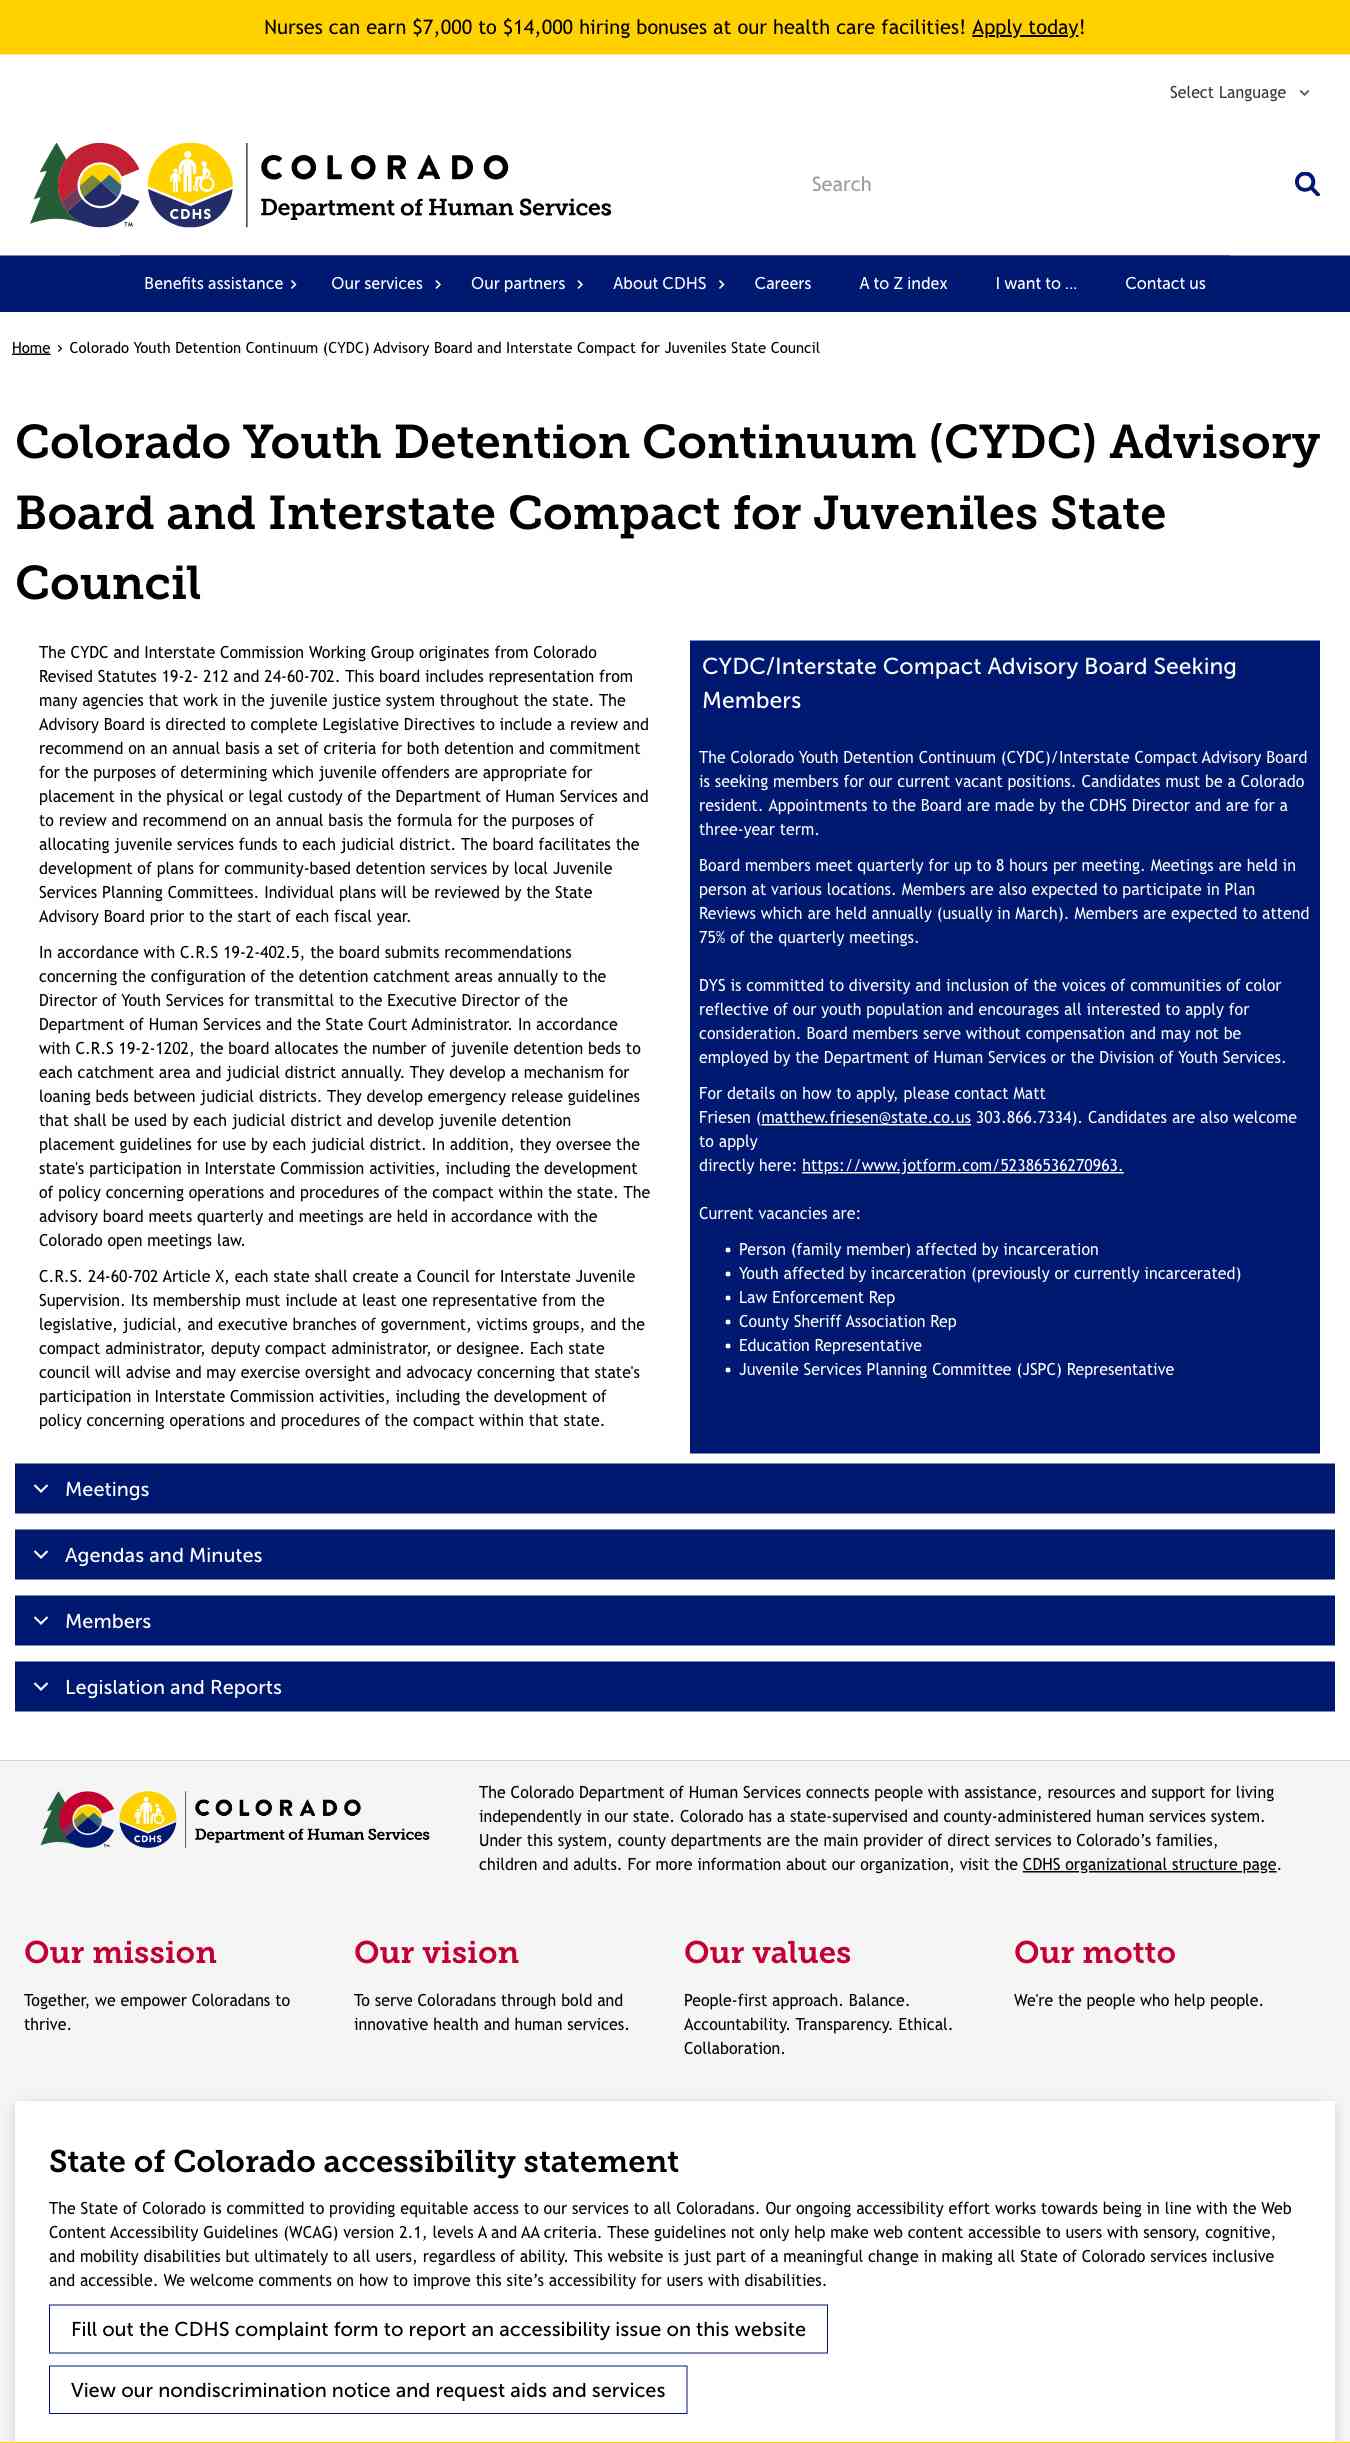 Nurses can earn $7,000 to $14,000 hiring bonuses at our health care facilities! Apply today!
Select Language
CDHS
TM
COLORADO
Department of Human Services
Search
Benefits assistance
Our services
Our partners
About CDHS
Careers
A to Z index
I want to ...
Contact us
Home › Colorado Youth Detention Continuum (CYDC) Advisory Board and Interstate Compact for Juveniles State Council
Colorado Youth Detention Continuum (CYDC) Advisory
Board and Interstate Compact for Juveniles State
Council
The CYDC and Interstate Commission Working Group originates from Colorado
Revised Statutes 19-2- 212 and 24-60-702. This board includes representation from
many agencies that work in the juvenile justice system throughout the state. The
Advisory Board is directed to complete Legislative Directives to include a review and
recommend on an annual basis a set of criteria for both detention and commitment
for the purposes of determining which juvenile offenders are appropriate for
placement in the physical or legal custody of the Department of Human Services and
to review and recommend on an annual basis the formula for the purposes of
allocating juvenile services funds to each judicial district. The board facilitates the
development of plans for community-based detention services by local Juvenile
Services Planning Committees. Individual plans will be reviewed by the State
Advisory Board prior to the start of each fiscal year.
In accordance with C.R.S 19-2-402.5, the board submits recommendations
concerning the configuration of the detention catchment areas annually to the
Director of Youth Services for transmittal to the Executive Director of the
Department of Human Services and the State Court Administrator. In accordance
with C.R.S 19-2-1202, the board allocates the number of juvenile detention beds to
each catchment area and judicial district annually. They develop a mechanism for
loaning beds between judicial districts. They develop emergency release guidelines
that shall be used by each judicial district and develop juvenile detention
placement guidelines for use by each judicial district. In addition, they oversee the
state's participation in Interstate Commission activities, including the development
of policy concerning operations and procedures of the compact within the state. The
advisory board meets quarterly and meetings are held in accordance with the
Colorado open meetings law.
C.R.S. 24-60-702 Article X, each state shall create a Council for Interstate Juvenile
Supervision. Its membership must include at least one representative from the
legislative, judicial, and executive branches of government, victims groups, and the
compact administrator, deputy compact administrator, or designee. Each state
council will advise and may exercise oversight and advocacy concerning that state's
participation in Interstate Commission activities, including the development of
policy concerning operations and procedures of the compact within that state.
CYDC/Interstate Compact Advisory Board Seeking
Members
The Colorado Youth Detention Continuum (CYDC)/Interstate Compact Advisory Board
is seeking members for our current vacant positions. Candidates must be a Colorado
resident. Appointments to the Board are made by the CDHS Director and are for a
three-year term.
Board members meet quarterly for up to 8 hours per meeting. Meetings are held in
person at various locations. Members are also expected to participate in Plan
Reviews which are held annually (usually in March). Members are expected to attend
75% of the quarterly meetings.
DYS is committed to diversity and inclusion of the voices of communities of color
reflective of our youth population and encourages all interested to apply for
consideration. Board members serve without compensation and may not be
employed by the Department of Human Services or the Division of Youth Services.
For details on how to apply, please contact Matt
Friesen (matthew.friesen@state.co.us 303.866.7334). Candidates are also welcome
to apply
directly here: https://www.jotform.com/52386536270963.
Current vacancies are:
• Person (family member) affected by incarceration
• Youth affected by incarceration (previously or currently incarcerated)
• Law Enforcement Rep
• County Sheriff Association Rep
• Education Representative
• Juvenile Services Planning Committee (JSPC) Representative
Meetings
Agendas and Minutes
Members
Legislation and Reports
CDHS
TM
COLORADO
Department of Human Services
The Colorado Department of Human Services connects people with assistance, resources and support for living
independently in our state. Colorado has a state-supervised and county-administered human services system.
Under this system, county departments are the main provider of direct services to Colorado’s families,
children and adults. For more information about our organization, visit the CDHS organizational structure page.
Our mission
Together, we empower Coloradans to
thrive.
Our vision
To serve Coloradans through bold and
innovative health and human services.
Our values
People-first approach. Balance.
Accountability. Transparency. Ethical.
Collaboration.
Our motto
We're the people who help people.
State of Colorado accessibility statement
The State of Colorado is committed to providing equitable access to our services to all Coloradans. Our ongoing accessibility effort works towards being in line with the Web
Content Accessibility Guidelines (WCAG) version 2.1, levels A and AA criteria. These guidelines not only help make web content accessible to users with sensory, cognitive,
and mobility disabilities but ultimately to all users, regardless of ability. This website is just part of a meaningful change in making all State of Colorado services inclusive
and accessible. We welcome comments on how to improve this site’s accessibility for users with disabilities.
Fill out the CDHS complaint form to report an accessibility issue on this website
View our nondiscrimination notice and request aids and services